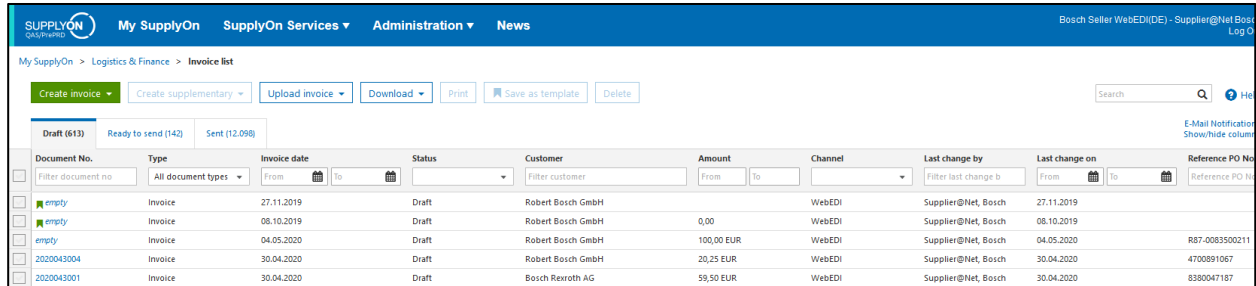 SUPPLYON My SupplyOn SupplyOn Services Administration News Bosch Seller WebEDI(DE) - Supplier@Net
QAS/PrePRD Log
My SupplyOn > Logistics & Finance > Invoice list
Create invoice Create supplementary Upload invoice Download Print Save as template Delete Search
Draft (613) Ready to send (142) Sent (12.098) E-Mail Notification
Show/hide
Document No. Type Invoice date Status Customer Amount Channel Last change by Last change on Reference PO No
Filter document no All document types From To Filter customer From To Filter last change b From To Reference PO
empty Invoice 27.11.2019 Draft Robert Bosch GmbH WebEDI Supplier@Net, Bosch 27.11.2019
empty Invoice 08.10.2019 Draft Robert Bosch GmbH 0,00 WebEDI Supplier@Net, Bosch 08.10.2019
empty Invoice 04.05.2020 Draft Robert Bosch GmbH 100,00 EUR WebEDI Supplier@Net, Bosch 04.05.2020 R87-0083500211
2020043004 Invoice 30.04.2020 Draft Robert Bosch GmbH 20,25 EUR WebEDI Supplier@Net, Bosch 30.04.2020 4700891067
2020043001 Invoice 30.04.2020 Draft Bosch Rexroth AG 59,50 EUR WebEDI Supplier@Net, Bosch 30.04.2020 8380047187